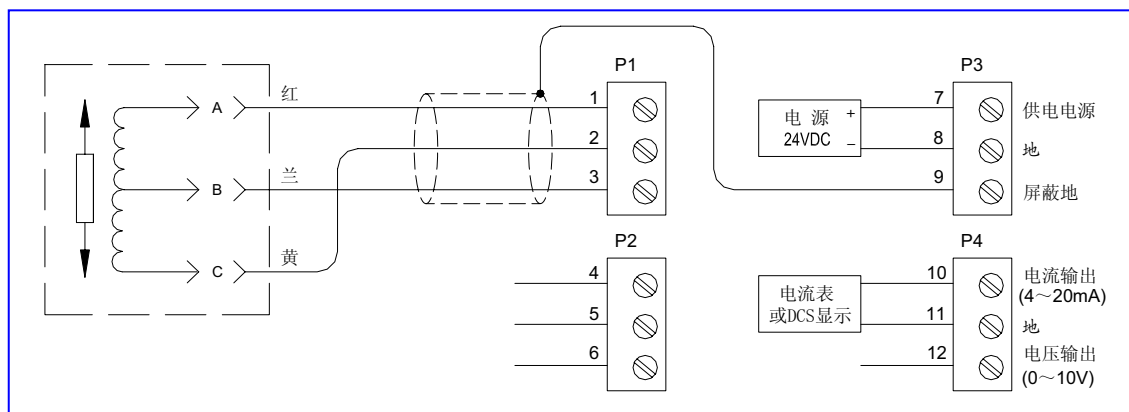 P1
P3
红
A
1
7
电 源
+
供电电源
24VDC
2
−
8
地
兰
B
3
9
屏蔽地
黄
C
P2
P4
4
10
电流输出
(4～20mA)
电流表
5
11
地
或DCS显示
6
12
电压输出
(0～10V)